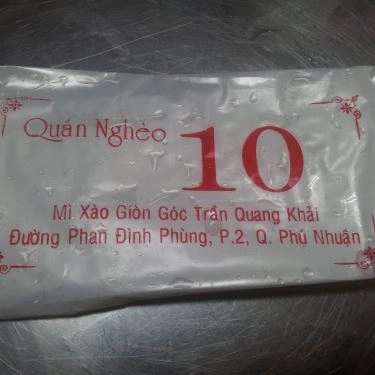 Quán Nghèo 10
Mì Xào Giòn Góc Trần Quang Khải
Đường Phan Đình Phùng, P.2, Q. Phú Nhuận